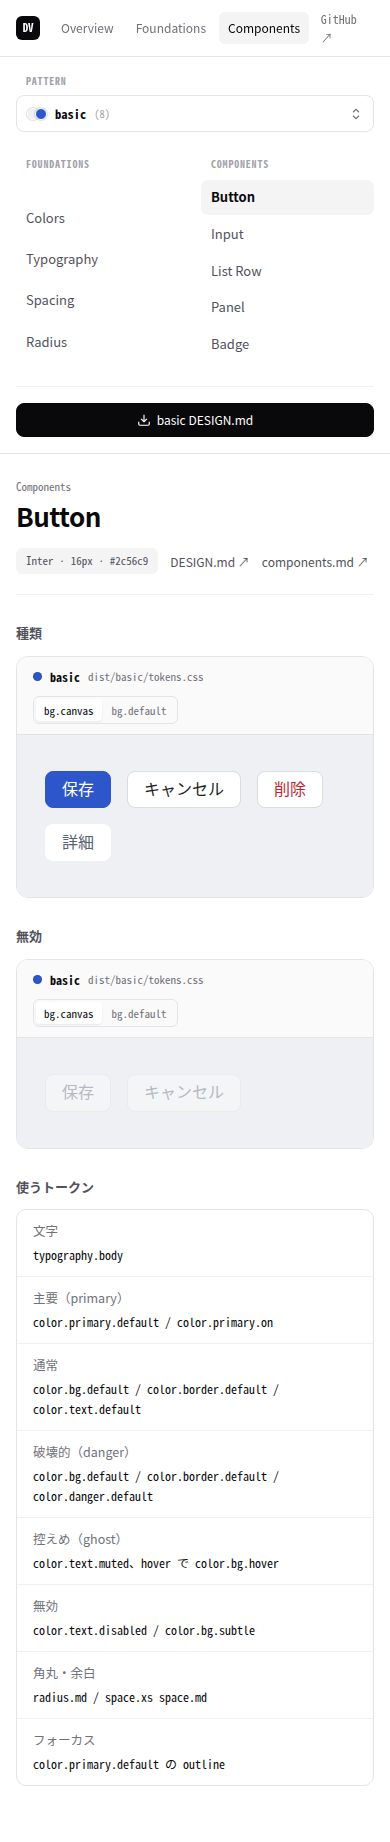 DV Overview Foundations Components GitHub ↗
PATTERN
basic (8)
FOUNDATIONS
Colors
Typography
Spacing
Radius
COMPONENTS
Button
Input
List Row
Panel
Badge
basic DESIGN.md
Components
Button
Inter · 16px · #2c56c9 DESIGN.md ↗ components.md ↗
種類
basic dist/basic/tokens.css
bg.canvas bg.default
保存 キャンセル 削除
詳細
無効
basic dist/basic/tokens.css
bg.canvas bg.default
保存 キャンセル
使うトークン
文字
typography.body
主要（primary）
color.primary.default / color.primary.on
通常
color.bg.default / color.border.default /
color.text.default
破壊的（danger）
color.bg.default / color.border.default /
color.danger.default
控えめ（ghost）
color.text.muted、hover で color.bg.hover
無効
color.text.disabled / color.bg.subtle
角丸・余白
radius.md / space.xs space.md
フォーカス
color.primary.default の outline